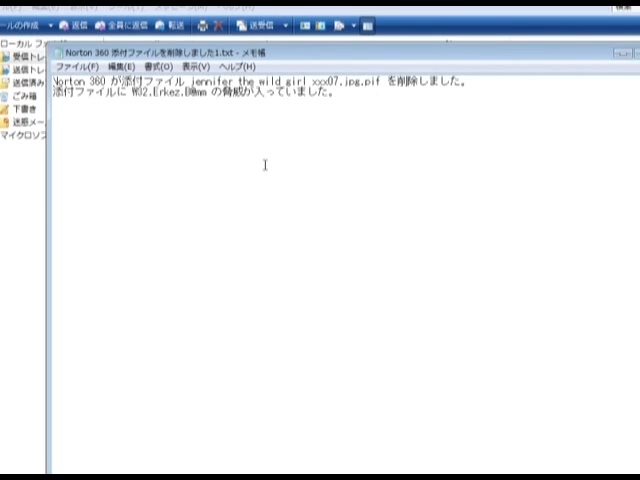 ールの作成 返信 全員に返信 転送 送受信
ローカル フォ
Norton 360 添付ファイルを削除しました1.txt - メモ帳
受信トレ
ファイル(F) 編集(E) 書式(O) 表示(V) ヘルプ(H)
送信トレ
Norton 360 が添付ファイル jennifer the wild girl xxx07.jpg.pif を削除しました。
送信済み
添付ファイルに W32.Erkez.D@mm の脅威が入っていました。
ごみ箱
下書き
迷惑メー
マイクロソフ